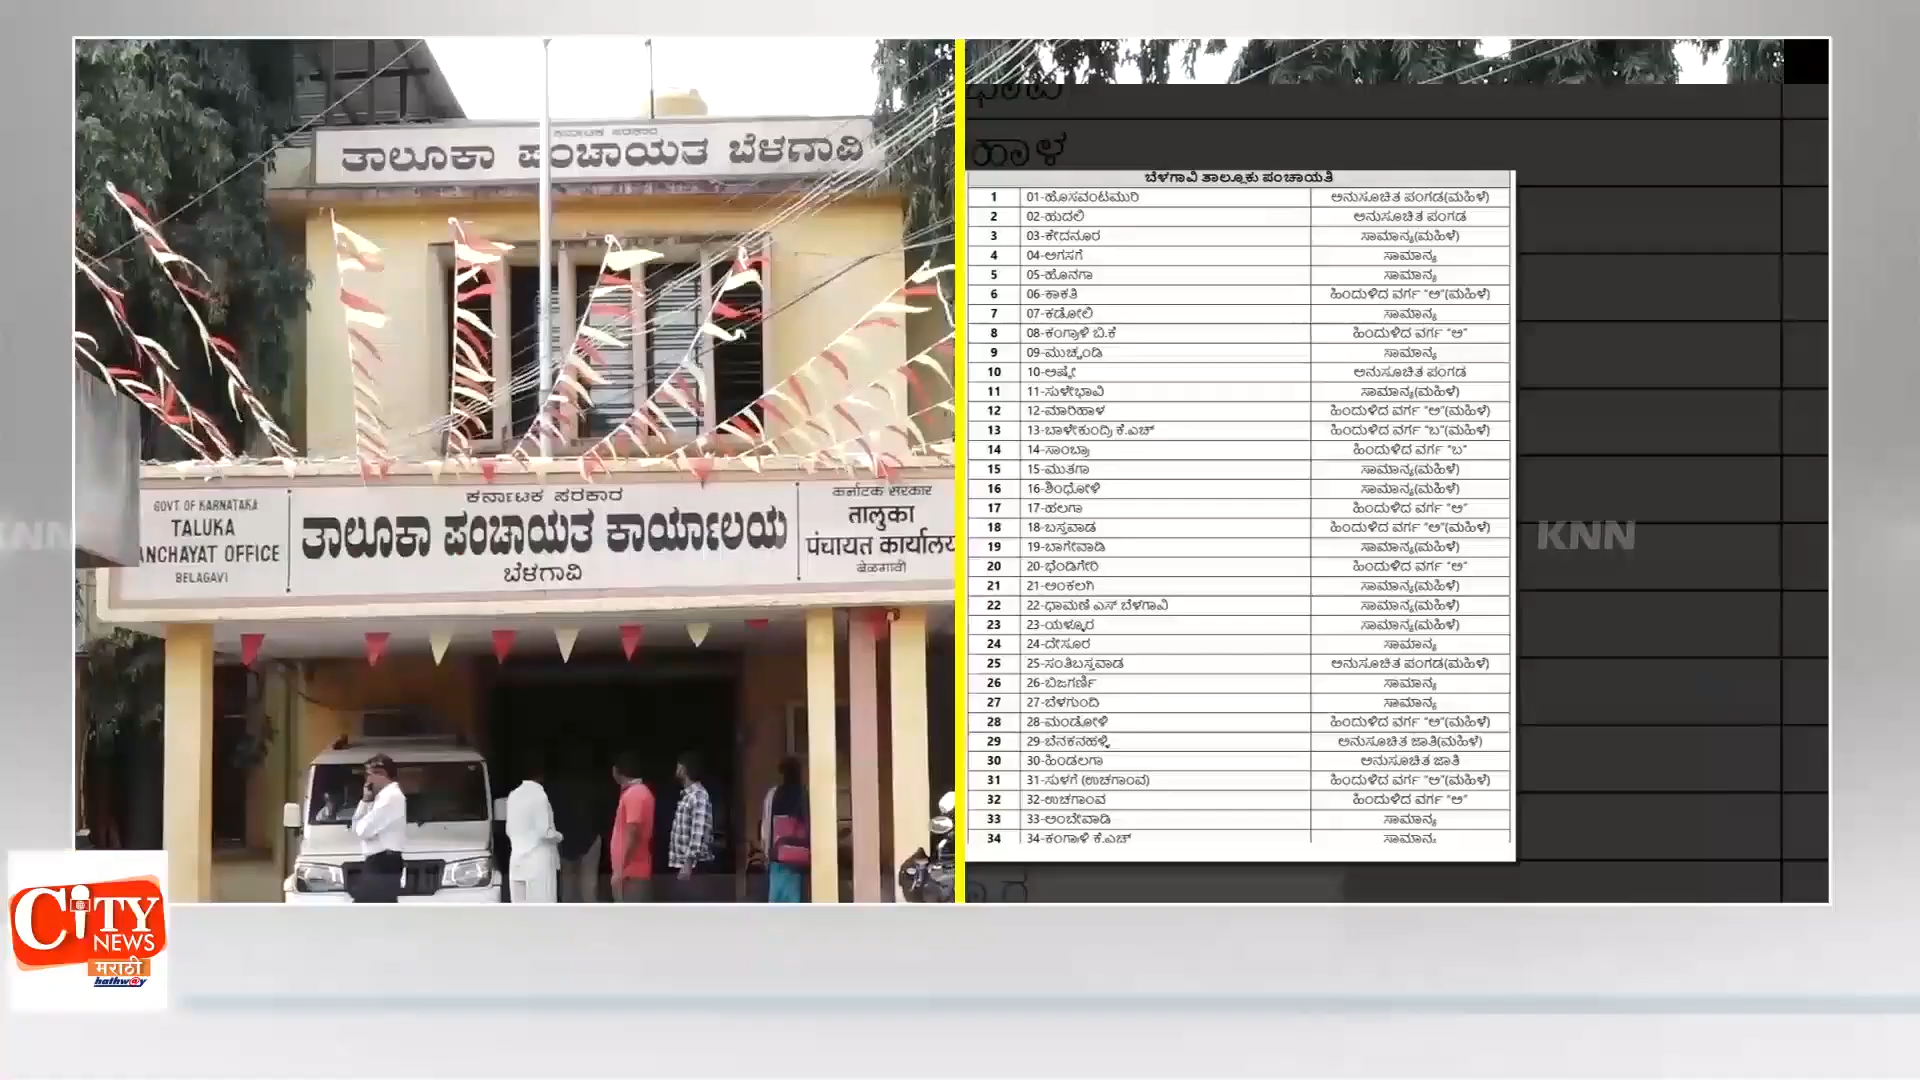 ಕರ್ನಾಟಕ ಸರಕಾರ
ತಾಲೂಕಾ ಪಂಚಾಯತ ಬೆಳಗಾವಿ
GOVT OF KARNATAKA
TALUKA
ANCHAYAT OFFICE
BELAGAVI
ಕರ್ನಾಟಕ ಸರಕಾರ
ತಾಲೂಕಾ ಪಂಚಾಯತ ಕಾರ್ಯಾಲಯ
ಬೆಳಗಾವಿ
कर्नाटक सरकार
तालुका
पंचायत कार्यालय
बेळगावी
ಹಾಳ
ಬೆಳಗಾವಿ ತಾಲ್ಲೂಕು ಪಂಚಾಯತಿ
1 01-ಹೊಸವಂಟಮುರಿ ಅನುಸೂಚಿತ ಪಂಗಡ(ಮಹಿಳೆ)
2 02-ಹುದಲಿ ಅನುಸೂಚಿತ ಪಂಗಡ
3 03-ಕೇದನೂರ ಸಾಮಾನ್ಯ(ಮಹಿಳೆ)
4 04-ಅಗಸಗೆ ಸಾಮಾನ್ಯ
5 05-ಹೊನಗಾ ಸಾಮಾನ್ಯ
6 06-ಕಾಕತಿ ಹಿಂದುಳಿದ ವರ್ಗ "ಅ"(ಮಹಿಳೆ)
7 07-ಕಡೋಲಿ ಸಾಮಾನ್ಯ
8 08-ಕಂಗ್ರಾಳಿ ಬಿ.ಕೆ ಹಿಂದುಳಿದ ವರ್ಗ "ಅ"
9 09-ಮುಚ್ಚಂಡಿ ಸಾಮಾನ್ಯ
10 10-ಅಷ್ಟೇ ಅನುಸೂಚಿತ ಪಂಗಡ
11 11-ಸುಳೇಭಾವಿ ಸಾಮಾನ್ಯ(ಮಹಿಳೆ)
12 12-ಮಾರಿಹಾಳ ಹಿಂದುಳಿದ ವರ್ಗ "ಅ"(ಮಹಿಳೆ)
13 13-ಬಾಳೇಕುಂದ್ರಿ ಕೆ.ಎಚ್ ಹಿಂದುಳಿದ ವರ್ಗ "ಬ"(ಮಹಿಳೆ)
14 14-ಸಾಂಬ್ರಾ ಹಿಂದುಳಿದ ವರ್ಗ "ಬ"
15 15-ಮುತಗಾ ಸಾಮಾನ್ಯ(ಮಹಿಳೆ)
16 16-ಶಿಂಧೋಳಿ ಸಾಮಾನ್ಯ(ಮಹಿಳೆ)
17 17-ಹಲಗಾ ಹಿಂದುಳಿದ ವರ್ಗ "ಅ"
18 18-ಬಸ್ತವಾಡ ಹಿಂದುಳಿದ ವರ್ಗ "ಅ"(ಮಹಿಳೆ)
19 19-ಬಾಗೇವಾಡಿ ಸಾಮಾನ್ಯ(ಮಹಿಳೆ)
20 20-ಭೆಂಡಿಗೇರಿ ಹಿಂದುಳಿದ ವರ್ಗ "ಅ"
21 21-ಅಂಕಲಗಿ ಸಾಮಾನ್ಯ(ಮಹಿಳೆ)
22 22-ಧಾಮಣೆ ಎಸ್ ಬೆಳಗಾವಿ ಸಾಮಾನ್ಯ(ಮಹಿಳೆ)
23 23-ಯಳ್ಳೂರ ಸಾಮಾನ್ಯ(ಮಹಿಳೆ)
24 24-ದೇಸೂರ ಸಾಮಾನ್ಯ
25 25-ಸಂತಿಬಸ್ತವಾಡ ಅನುಸೂಚಿತ ಪಂಗಡ(ಮಹಿಳೆ)
26 26-ಬಿಜಗರ್ಣಿ ಸಾಮಾನ್ಯ
27 27-ಬೆಳಗುಂದಿ ಸಾಮಾನ್ಯ
28 28-ಮಂಡೋಳಿ ಹಿಂದುಳಿದ ವರ್ಗ "ಅ"(ಮಹಿಳೆ)
29 29-ಬೆನಕನಹಳ್ಳಿ ಅನುಸೂಚಿತ ಜಾತಿ(ಮಹಿಳೆ)
30 30-ಹಿಂಡಲಗಾ ಅನುಸೂಚಿತ ಜಾತಿ
31 31-ಸುಳಗೆ (ಉಚಗಾಂವ) ಹಿಂದುಳಿದ ವರ್ಗ "ಅ"(ಮಹಿಳೆ)
32 32-ಉಚಗಾಂವ ಹಿಂದುಳಿದ ವರ್ಗ "ಅ"
33 33-ಅಂಬೇವಾಡಿ ಸಾಮಾನ್ಯ
34 34-ಕಂಗ್ರಾಳಿ ಕೆ.ಎಚ್ ಸಾಮಾನ್ಯ
KNN
KNN
CITY
NEWS
मराठी
hathway